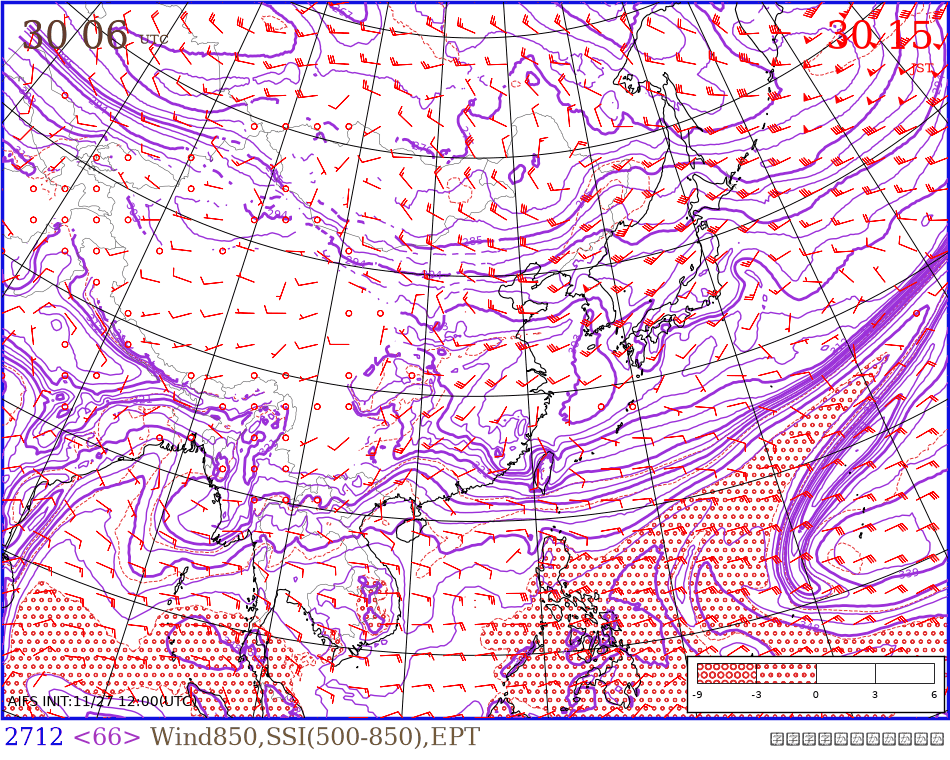 30 06 UTC
30 15 JST
AIFS INIT:11/27 12:00(UTC)
-9 -3 0 3 6
2712 <66> Wind850,SSI(500-850),EPT